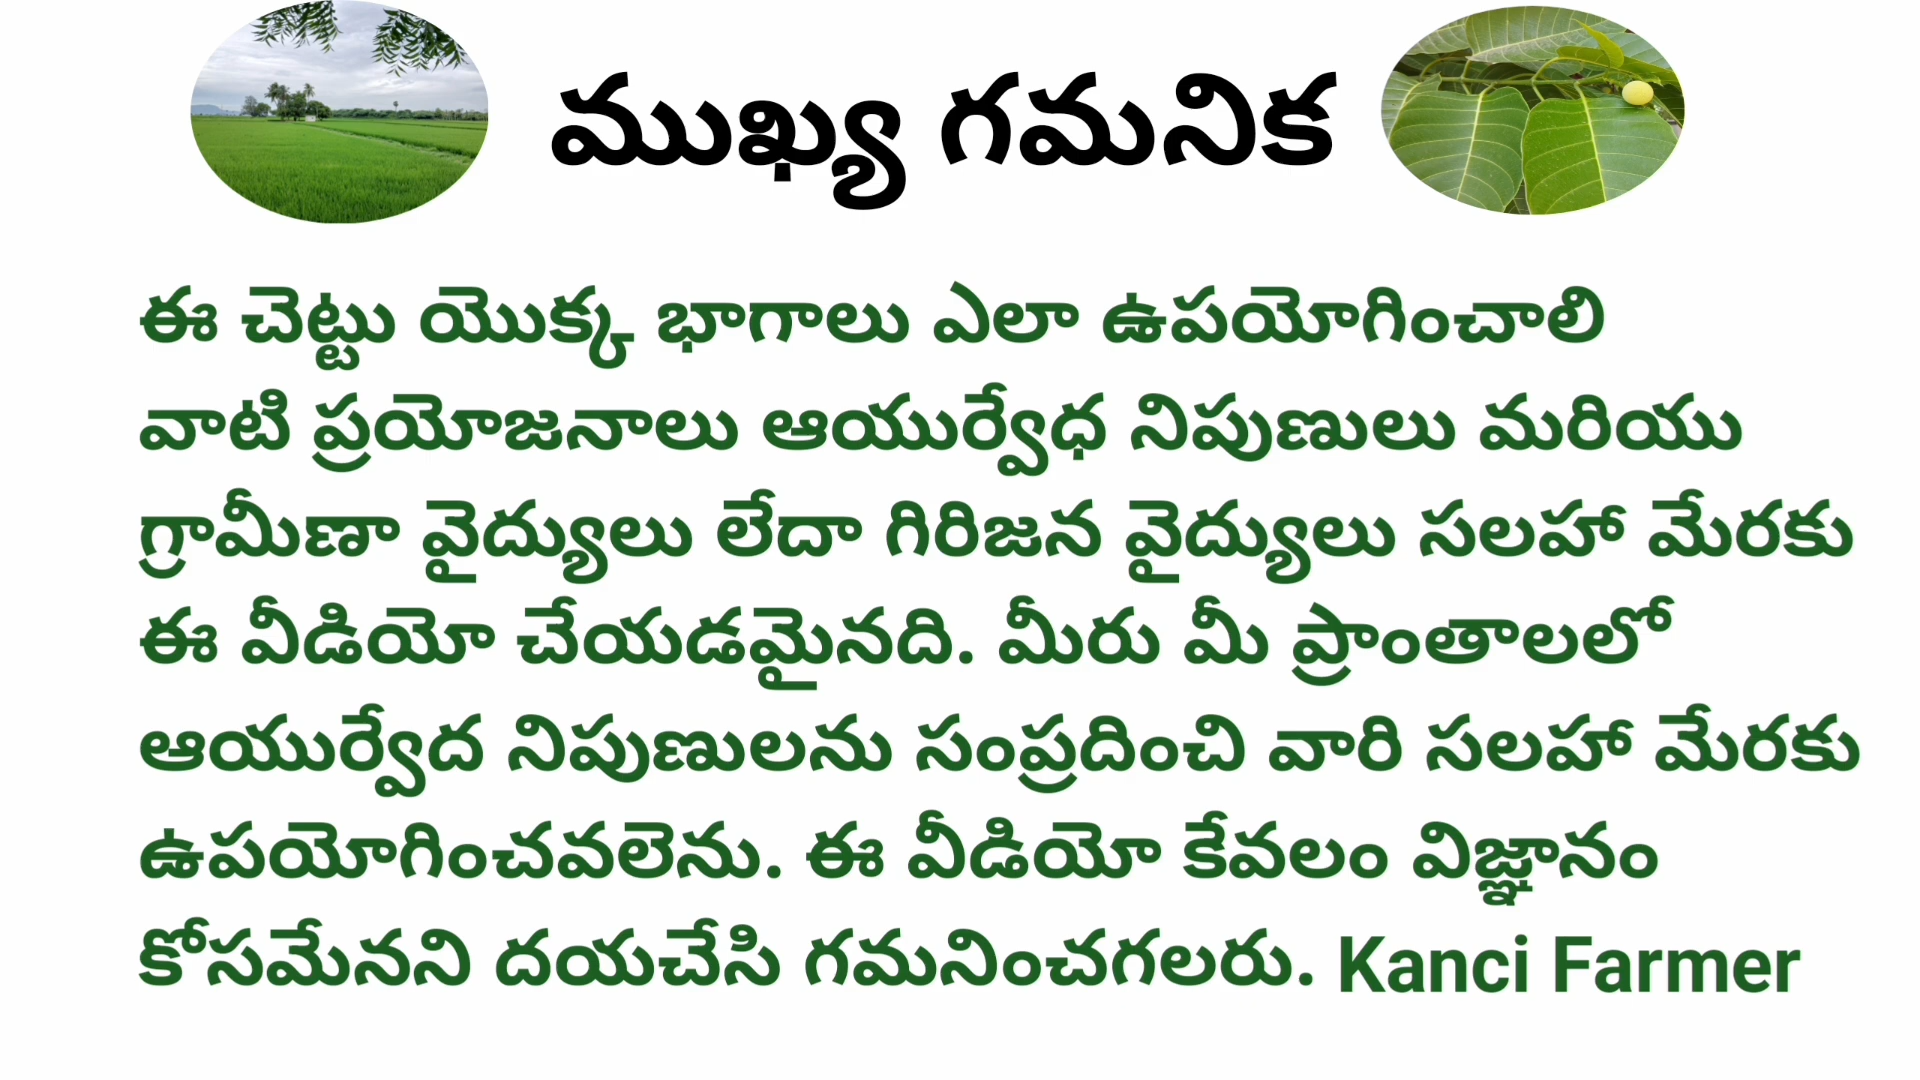 ముఖ్య గమనిక
ఈ చెట్టు యొక్క భాగాలు ఎలా ఉపయోగించాలి
వాటి ప్రయోజనాలు ఆయుర్వేధ నిపుణులు మరియు
గ్రామీణా వైద్యులు లేదా గిరిజన వైద్యులు సలహా మేరకు
ఈ వీడియో చేయడమైనది. మీరు మీ ప్రాంతాలలో
ఆయుర్వేద నిపుణులను సంప్రదించి వారి సలహా మేరకు
ఉపయోగించవలెను. ఈ వీడియో కేవలం విజ్ఞానం
కోసమేనని దయచేసి గమనించగలరు. Kanci Farmer